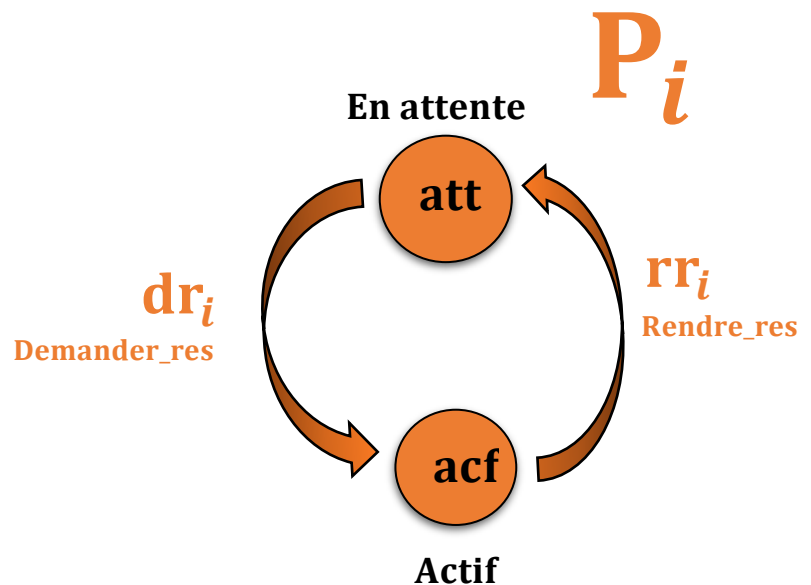 P𝑖
En attente
att
dr𝑖
Demander_res
rr𝑖
Rendre_res
acf
Actif